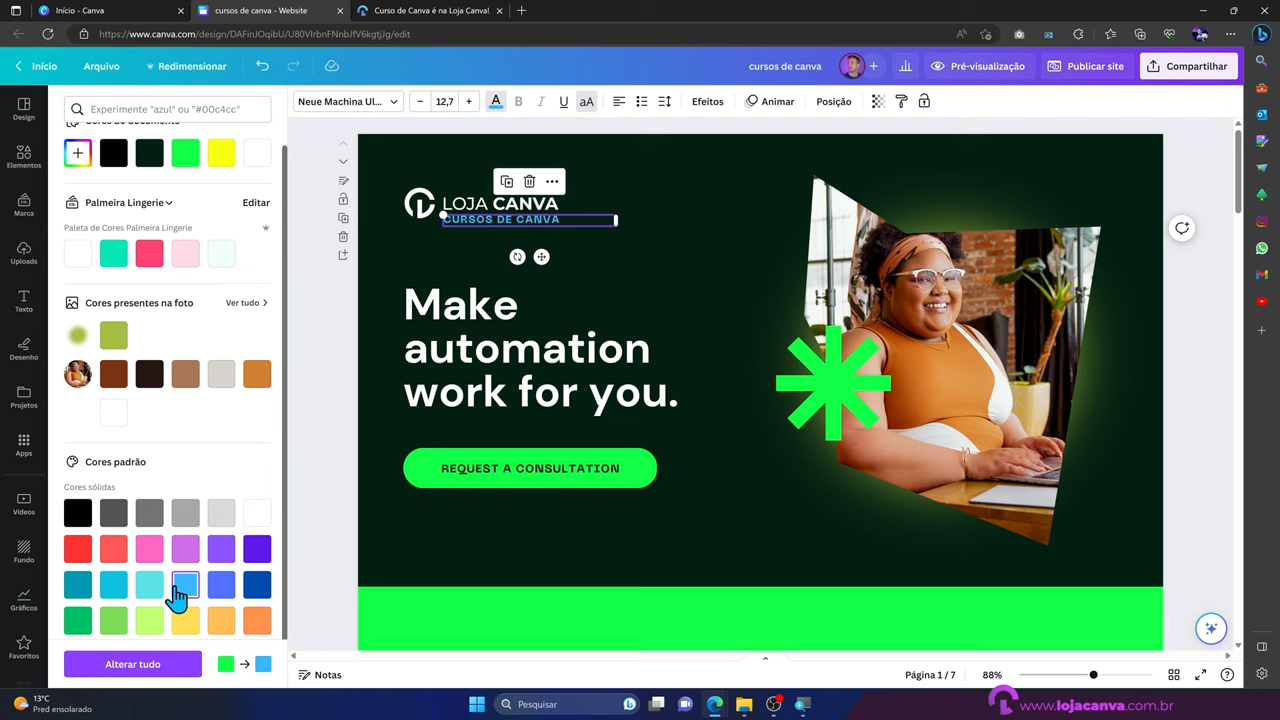 Início - Canva
cursos de canva - Website
Curso de Canva é na Loja Canva!
https://www.canva.com/design/DAFinJOqibU/U80VIrbnFNnbJfV6kgtjJg/edit
Início
Arquivo
Redimensionar
cursos de canva
Pré-visualização
Publicar site
Compartilhar
Experimente "azul" ou "#00c4cc"
Neue Machina Ul...
12,7
A
B
I
U
aA
Efeitos
Animar
Posição
Design
Elementos
Marca
Uploads
Texto
Desenho
Projetos
Apps
Vídeos
Fundo
Gráficos
Favoritos
Cores do documento
Palmeira Lingerie
Editar
Paleta de Cores Palmeira Lingerie
Cores presentes na foto
Ver tudo
Cores padrão
Cores sólidas
Alterar tudo
LOJA CANVA
CURSOS DE CANVA
Make
automation
work for you.
REQUEST A CONSULTATION
Notas
Página 1 / 7
88%
13°C
Pred ensolarado
Pesquisar
www.lojacanva.com.br